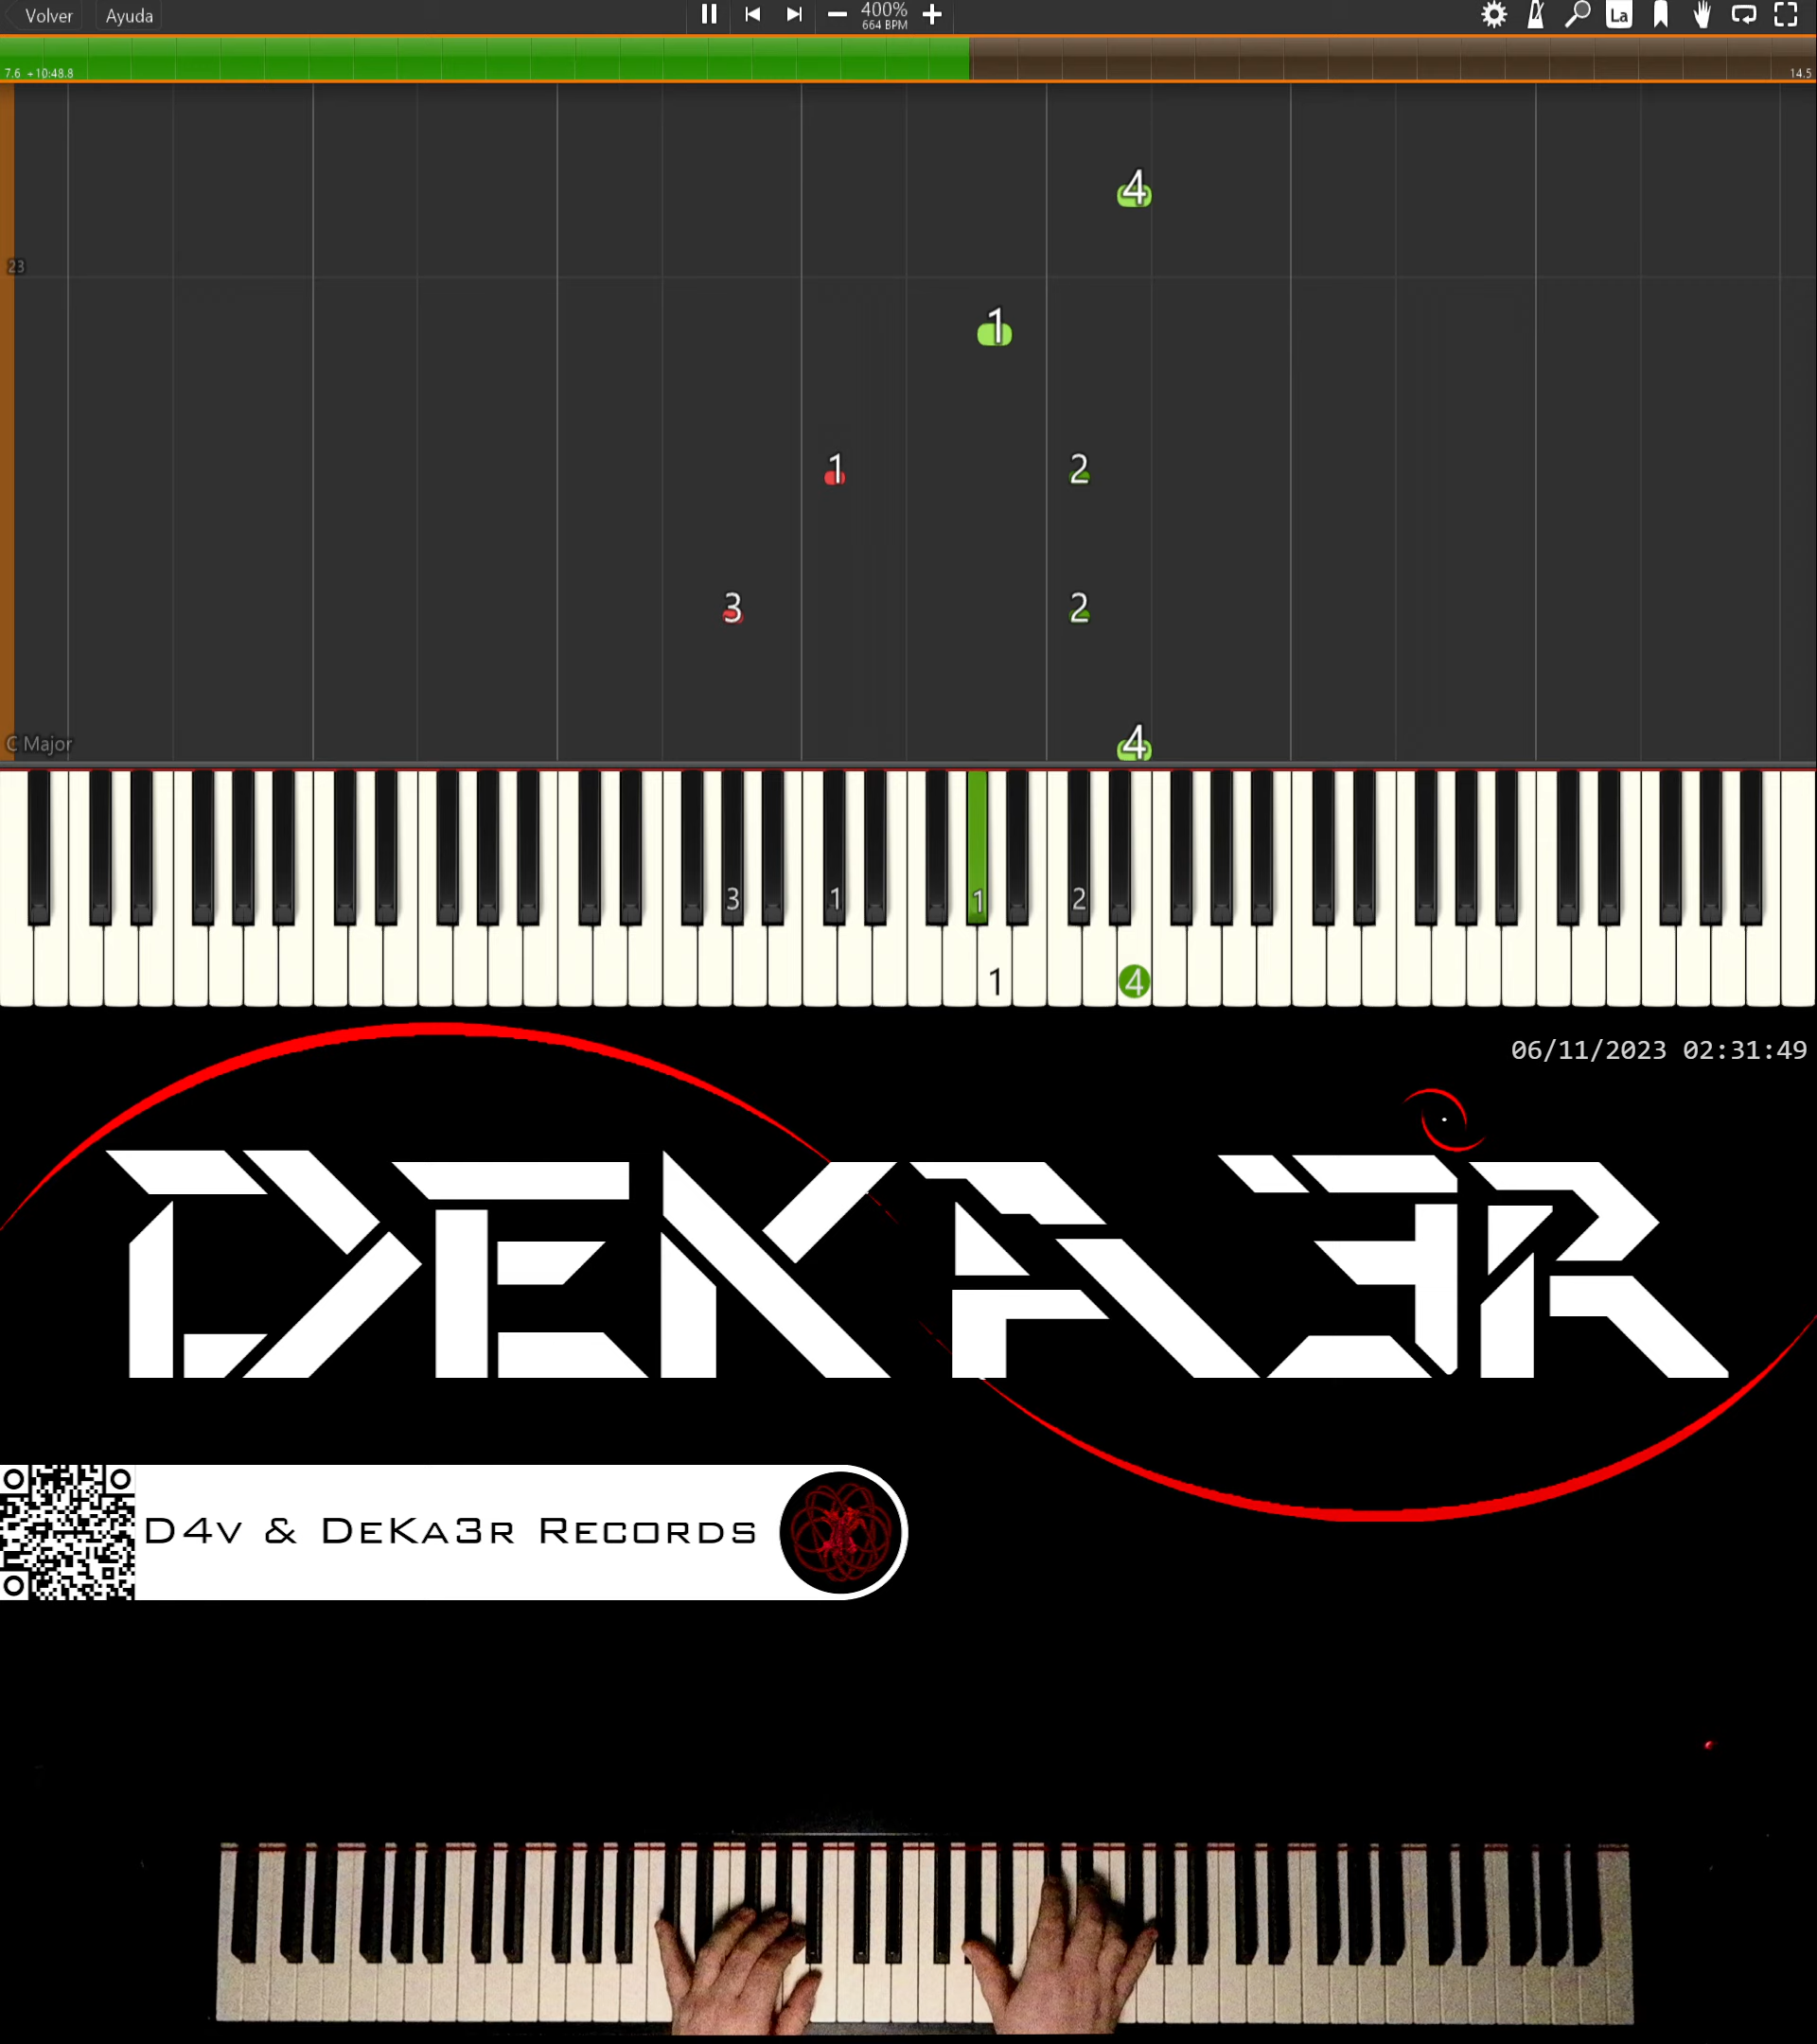 Volver Ayuda 400% La
664 BPM
7.6 +10:48.8 14.5
4
23
1
1 2
3 2
C Major 4
3 1 1 2
1 4
06/11/2023 02:31:49
DEKA3R
D4v & DeKa3r Records